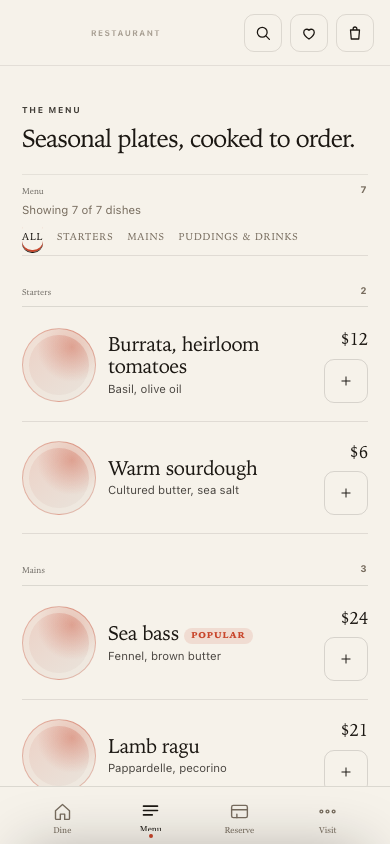 RESTAURANT
THE MENU
Seasonal plates, cooked to order.
Menu 7
Showing 7 of 7 dishes
ALL STARTERS MAINS PUDDINGS & DRINKS
Starters 2
Burrata, heirloom
tomatoes
Basil, olive oil
$12
+
Warm sourdough
Cultured butter, sea salt
$6
+
Mains 3
Sea bass POPULAR
Fennel, brown butter
$24
+
Lamb ragu
Pappardelle, pecorino
$21
+
Dine Menu Reserve Visit